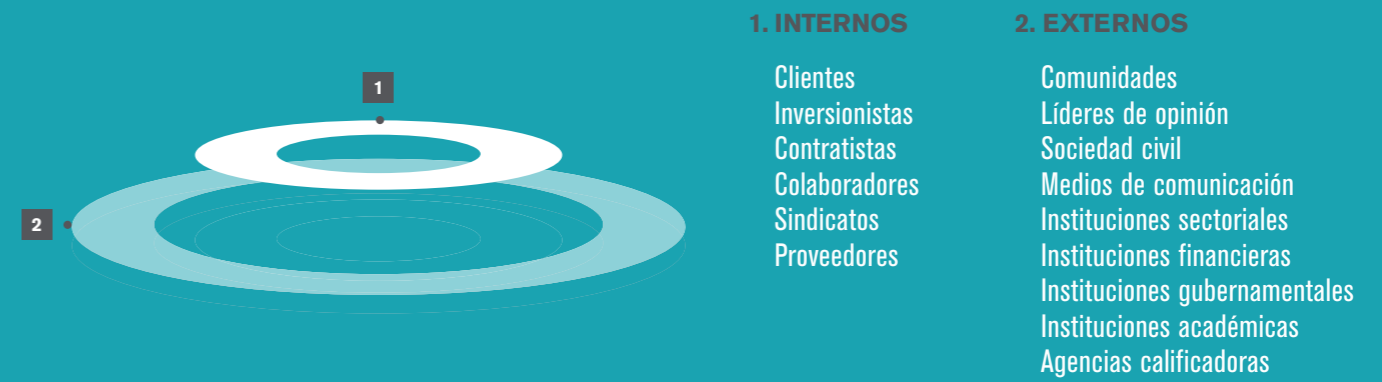 1
2
1. INTERNOS
Clientes
Inversionistas
Contratistas
Colaboradores
Sindicatos
Proveedores
2. EXTERNOS
Comunidades
Líderes de opinión
Sociedad civil
Medios de comunicación
Instituciones sectoriales
Instituciones financieras
Instituciones gubernamentales
Instituciones académicas
Agencias calificadoras